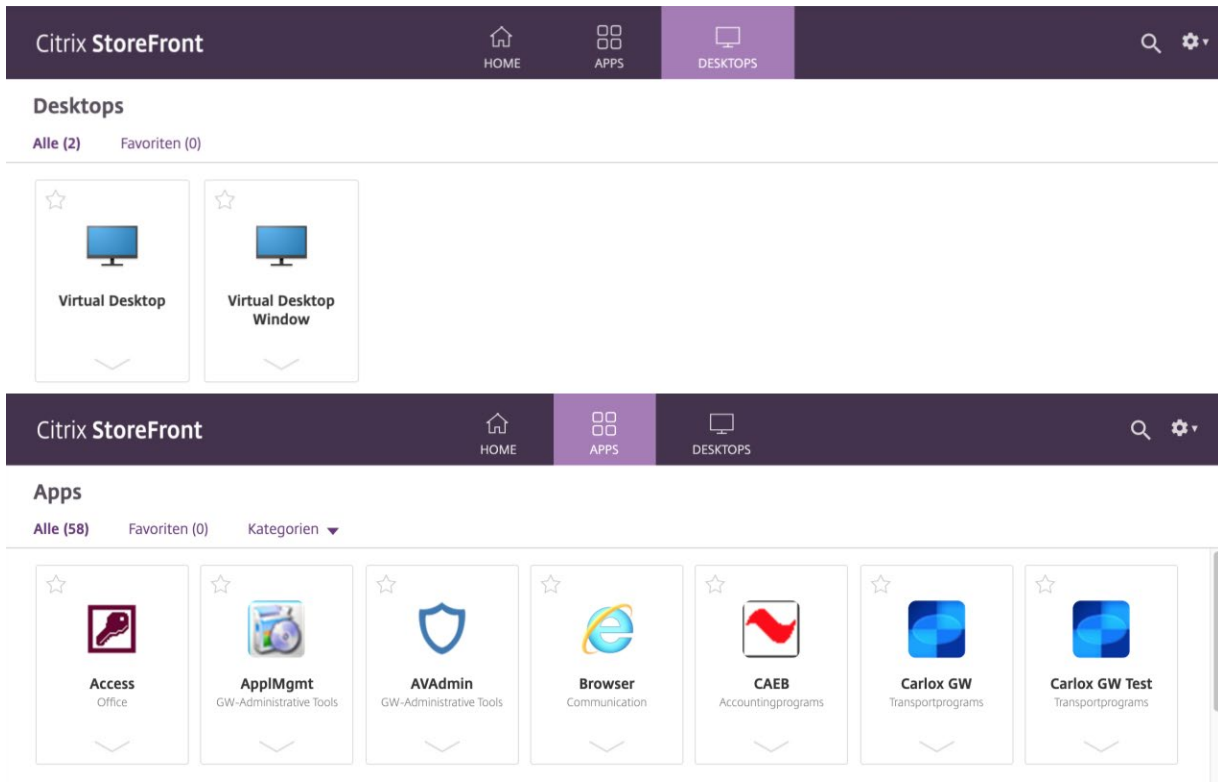 Citrix StoreFront
HOME
APPS
DESKTOPS
Desktops
Alle (2) Favoriten (0)
Virtual Desktop
Virtual Desktop
Window
Citrix StoreFront
HOME
APPS
DESKTOPS
Apps
Alle (58) Favoriten (0) Kategorien
Access
Office
ApplMgmt
GW-Administrative Tools
AVAdmin
GW-Administrative Tools
Browser
Communication
CAEB
Accountingprograms
Carlox GW
Transportprograms
Carlox GW Test
Transportprograms